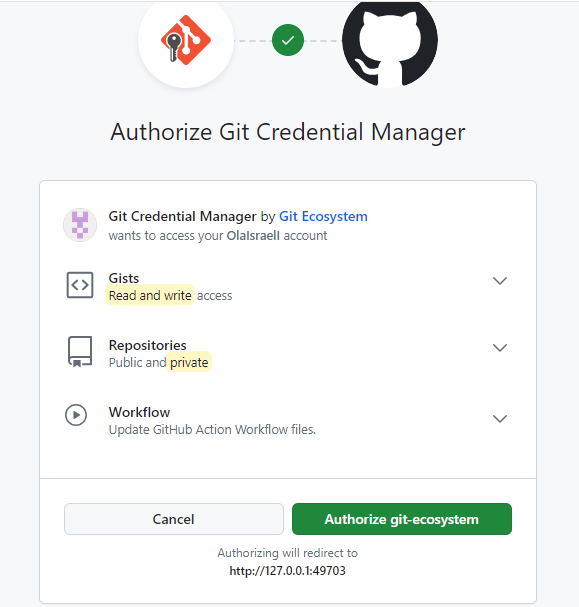 Authorize Git Credential Manager
Git Credential Manager by Git Ecosystem
wants to access your OlaIsraelI account
Gists
Read and write access
Repositories
Public and private
Workflow
Update GitHub Action Workflow files.
Cancel
Authorize git-ecosystem
Authorizing will redirect to
http://127.0.0.1:49703